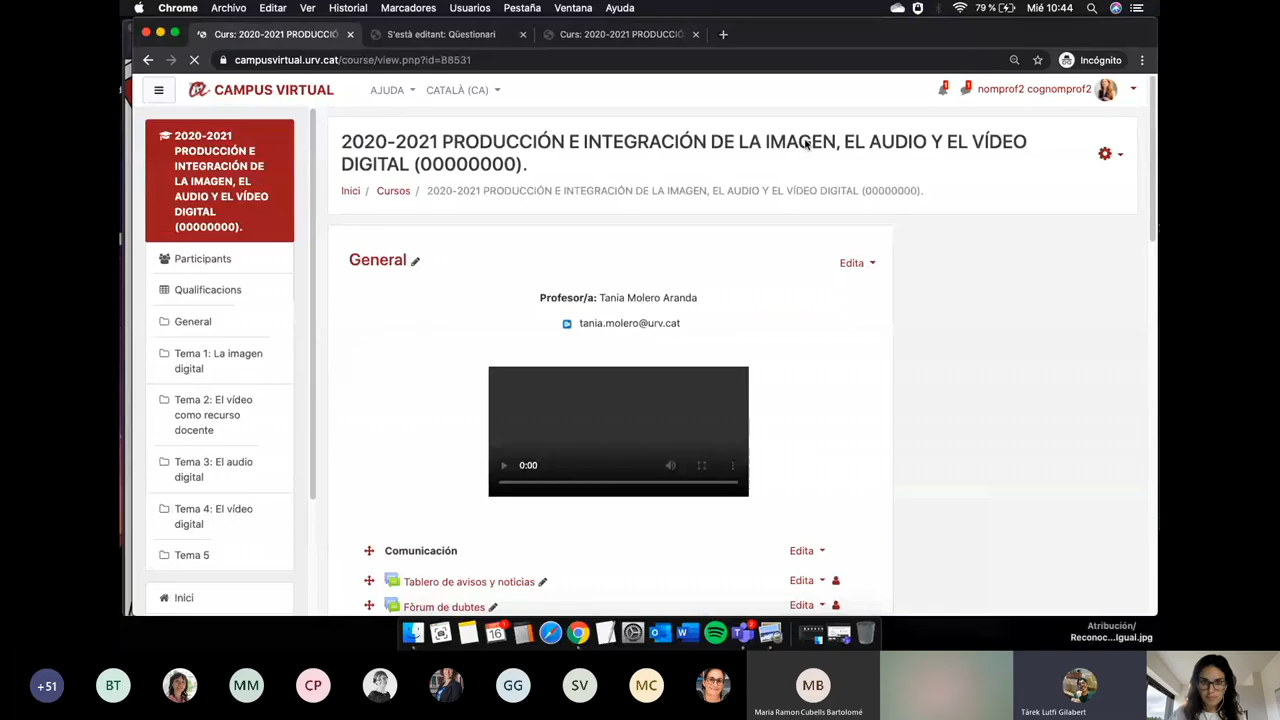 Chrome Archivo Editar Ver Historial Marcadores Usuarios Pestaña Ventana Ayuda 79 % Mié 10:44
Curs: 2020-2021 PRODUCCIÓ S'està editant: Qüestionari Curs: 2020-2021 PRODUCCIÓ
campusvirtual.urv.cat/course/view.php?id=88531 Incógnito
CAMPUS VIRTUAL AJUDA CATALÀ (CA) nomprof2 cognomprof2
2020-2021
PRODUCCIÓN E
INTEGRACIÓN DE
LA IMAGEN, EL
AUDIO Y EL VÍDEO
DIGITAL
(00000000).
Participants
Qualificacions
General
Tema 1: La imagen
digital
Tema 2: El vídeo
como recurso
docente
Tema 3: El audio
digital
Tema 4: El vídeo
digital
Tema 5
Inici
2020-2021 PRODUCCIÓN E INTEGRACIÓN DE LA IMAGEN, EL AUDIO Y EL VÍDEO
DIGITAL (00000000).
Inici / Cursos / 2020-2021 PRODUCCIÓN E INTEGRACIÓN DE LA IMAGEN, EL AUDIO Y EL VÍDEO DIGITAL (00000000).
General Edita
Profesor/a: Tania Molero Aranda
tania.molero@urv.cat
0:00
Comunicación Edita
Tablero de avisos y noticias Edita
Fòrum de dubtes Edita
Atribución/
Reconoc...Igual.jpg
+51 BT MM CP GG SV MC MB
Maria Ramon Cubells Bartolomé Tàrek Lutfi Gilabert